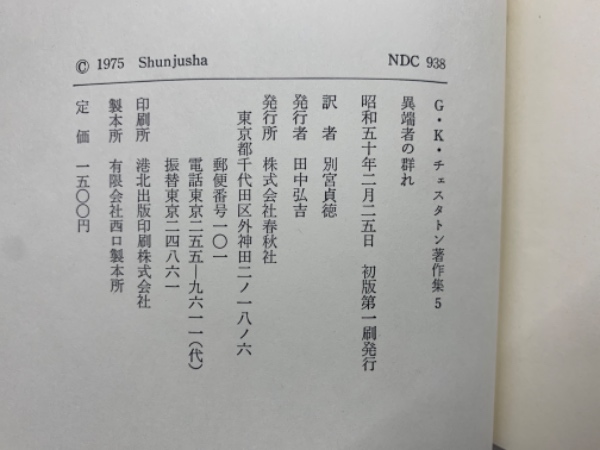 © 1975 Shunjusha
NDC 938
G・K・チェスタトン著作集 5
異端者の群れ
昭和五十年二月二五日 初版第一刷発行
訳者 別宮貞徳
発行者 田中弘吉
発行所 株式会社春秋社
東京都千代田区外神田二ノ一八ノ六
郵便番号一〇一
電話東京二五五―九六一一(代)
振替東京二四八六一
印刷所 港北出版印刷株式会社
製本所 有限会社西口製本所
定価 一五〇〇円